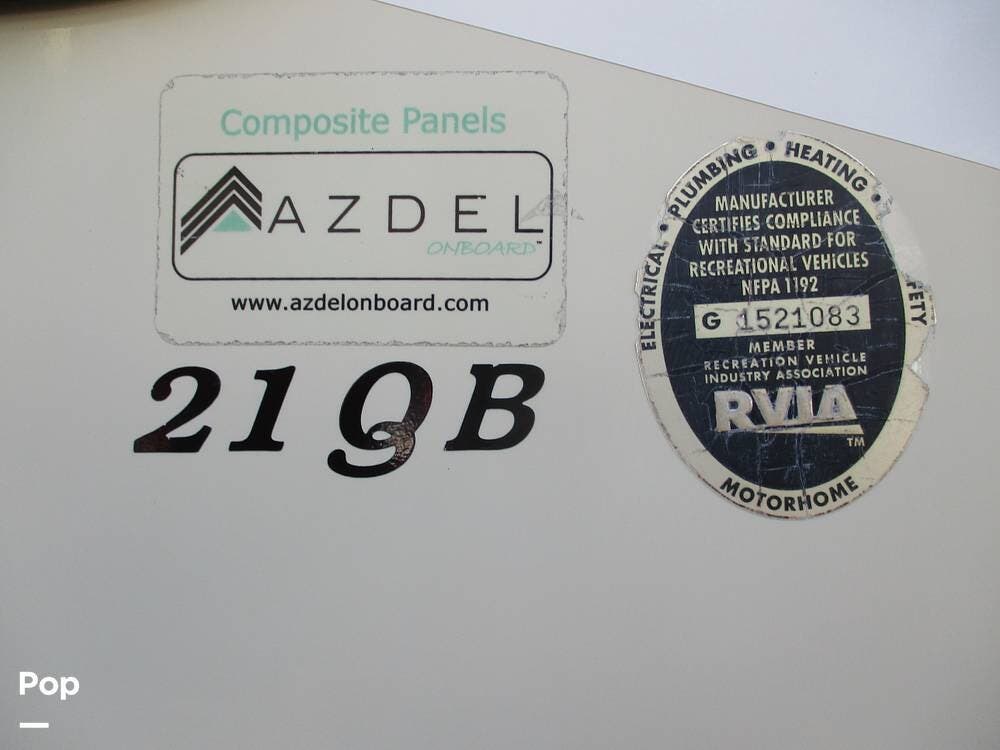 Composite Panels
AZDEL
ONBOARD™
www.azdelonboard.com
21QB
ELECTRICAL • PLUMBING • HEATING •
MANUFACTURER
CERTIFIES COMPLIANCE
WITH STANDARD FOR
RECREATIONAL VEHICLES
NFPA 1192
G 1521083
MEMBER
RECREATION VEHICLE
INDUSTRY ASSOCIATION
RVIA
TM
MOTORHOME
Pop